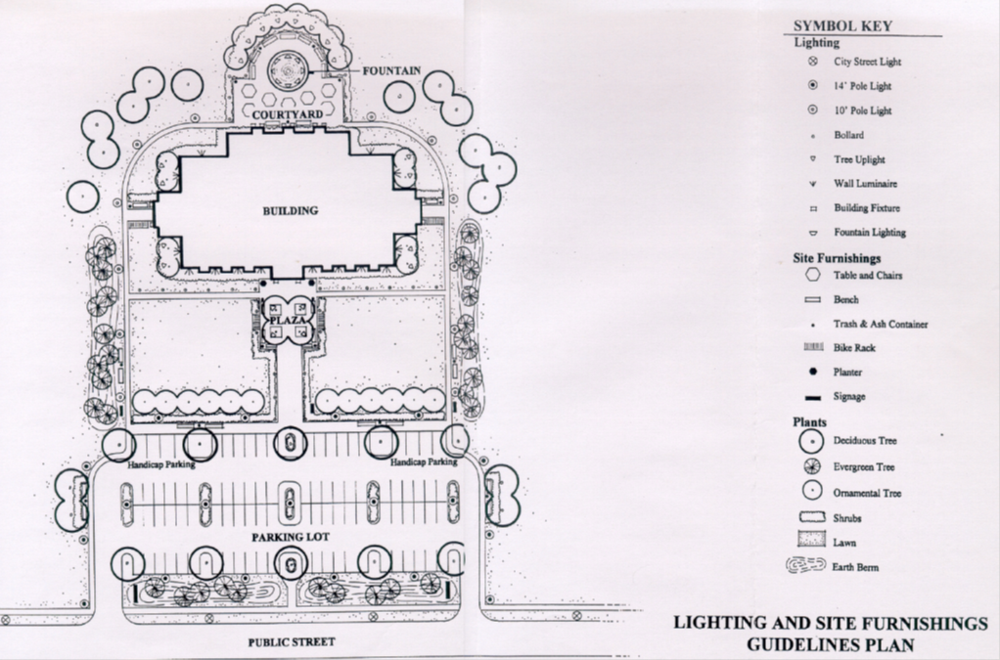 FOUNTAIN
COURTYARD
BUILDING
PLAZA
Handicap Parking
Handicap Parking
PARKING LOT
PUBLIC STREET
SYMBOL KEY
Lighting
City Street Light
14' Pole Light
10' Pole Light
Bollard
Tree Uplight
Wall Luminaire
Building Fixture
Fountain Lighting
Site Furnishings
Table and Chairs
Bench
Trash & Ash Container
Bike Rack
Planter
Signage
Plants
Deciduous Tree
Evergreen Tree
Ornamental Tree
Shrubs
Lawn
Earth Berm
LIGHTING AND SITE FURNISHINGS
GUIDELINES PLAN